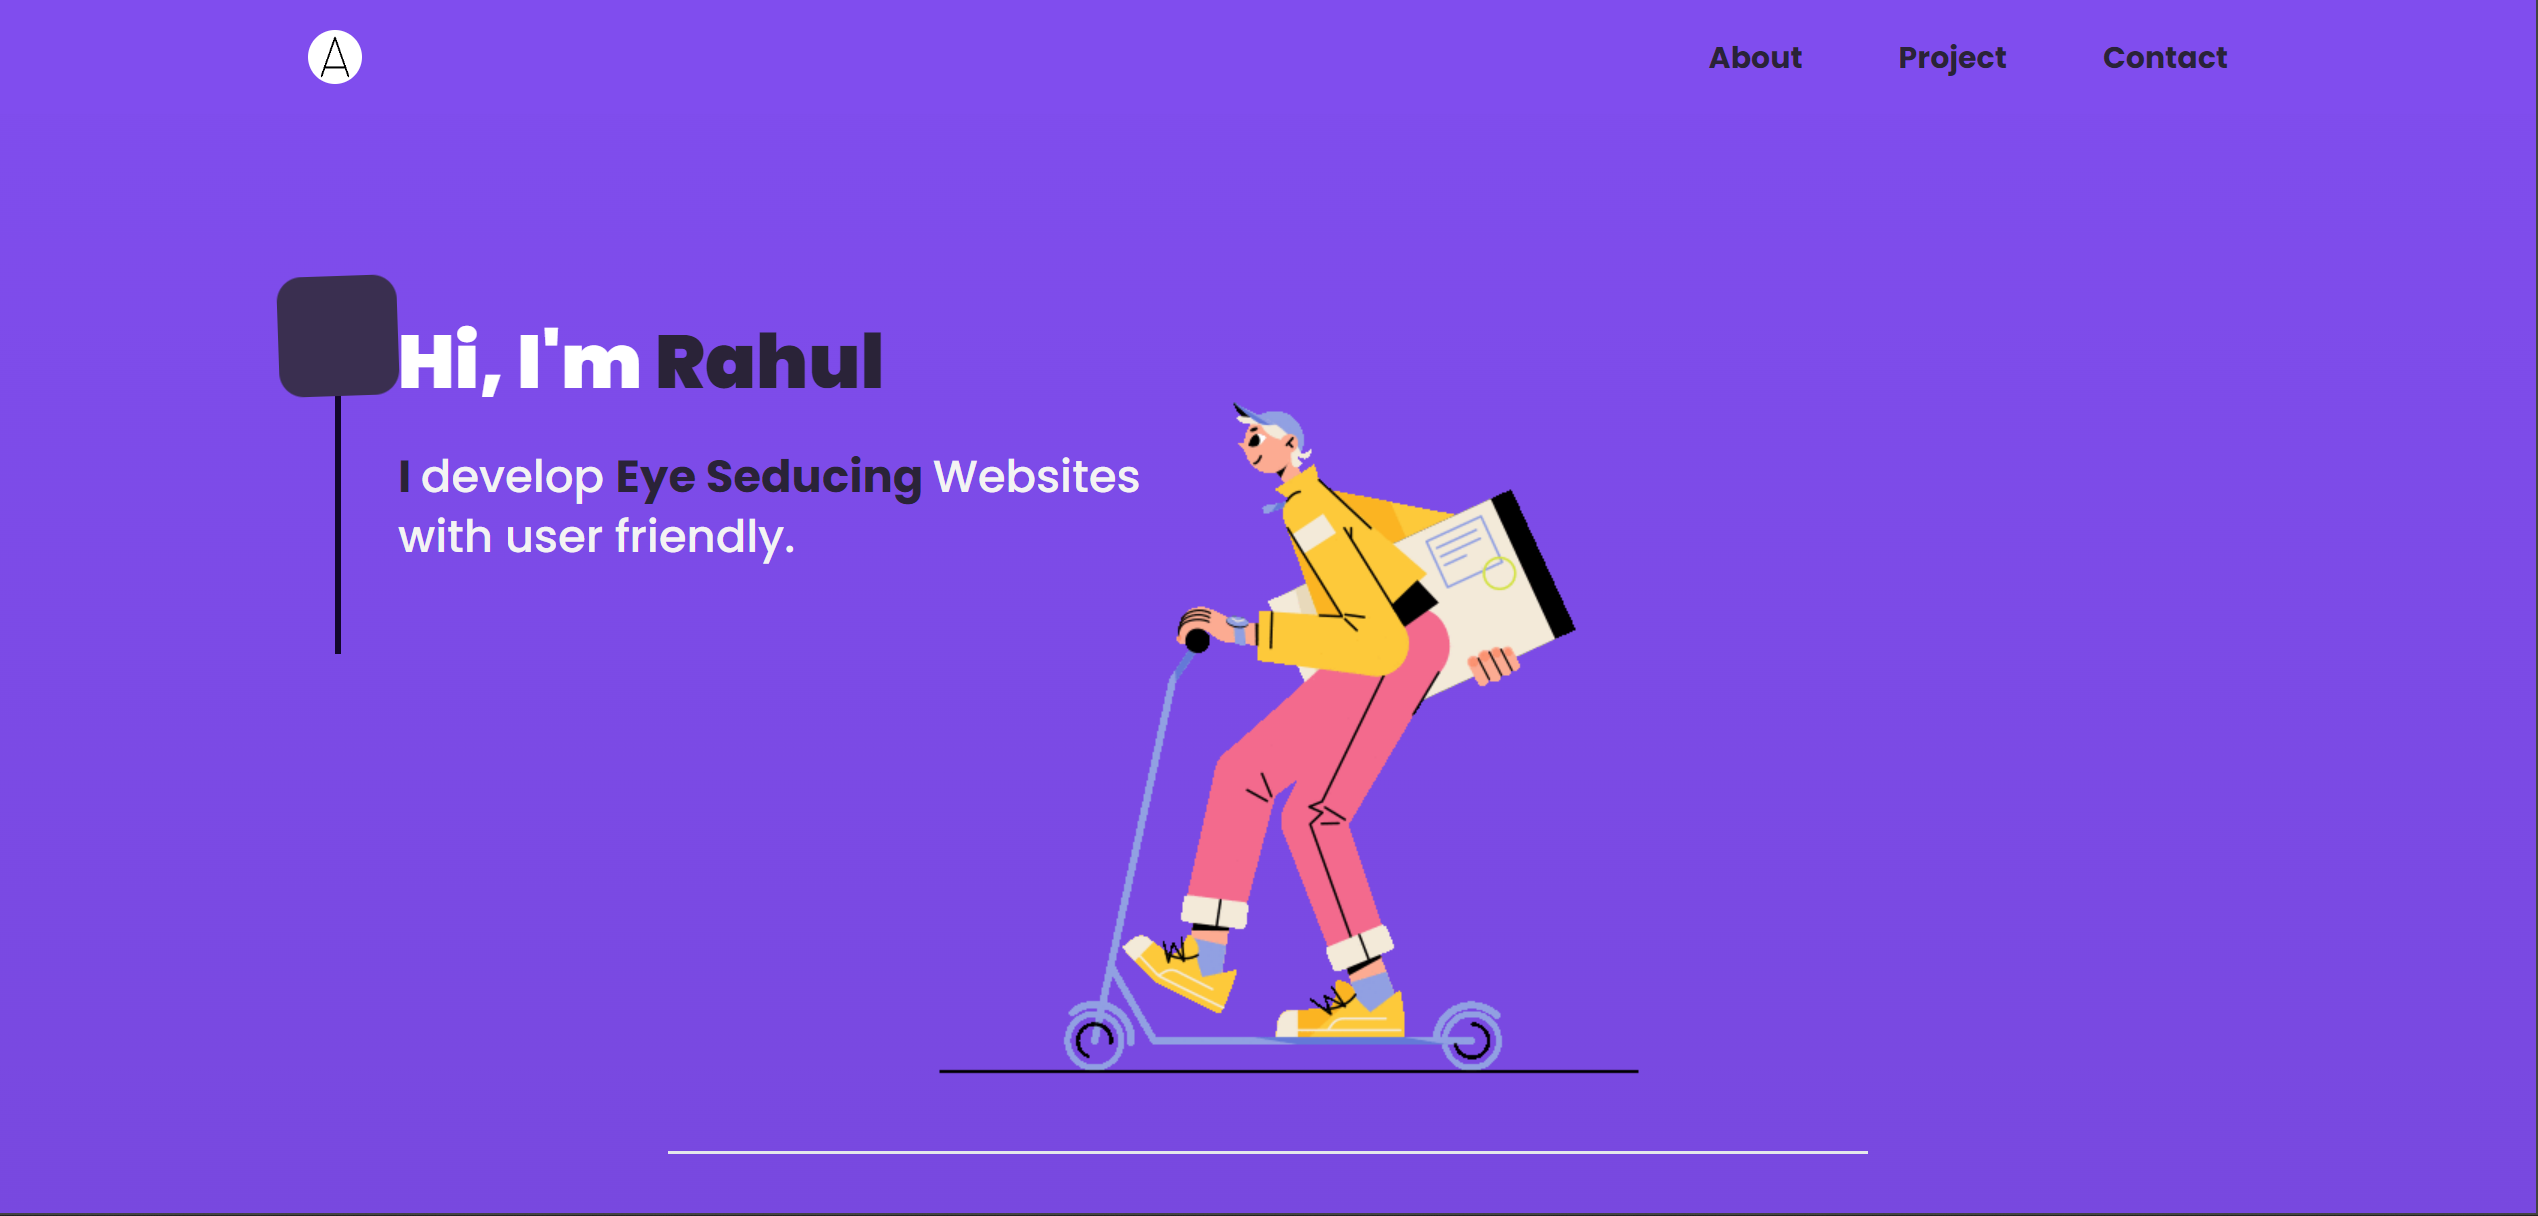 A
About Project Contact
Hi, I'm Rahul
I develop Eye Seducing Websites
with user friendly.